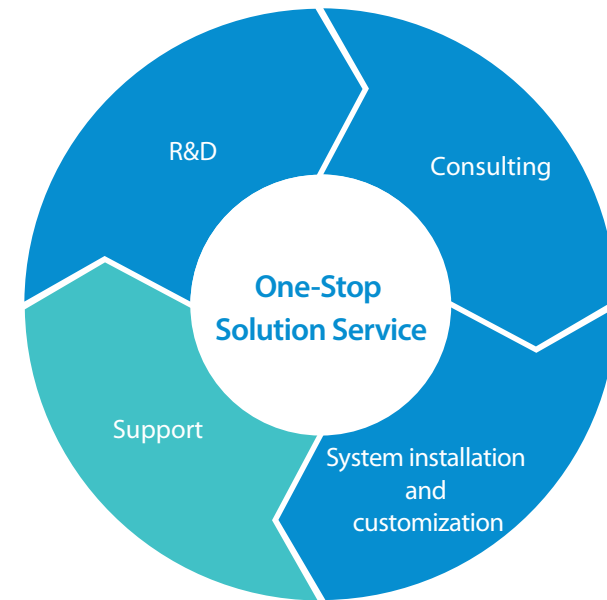 R&D
Consulting
One-Stop
Solution Service
Support
System installation
and
customization